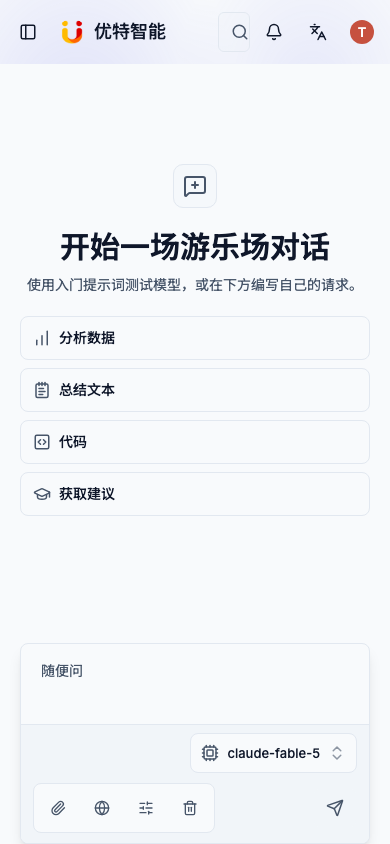 优特智能
T
开始一场游乐场对话
使用入门提示词测试模型，或在下方编写自己的请求。
分析数据
总结文本
代码
获取建议
随便问
claude-fable-5